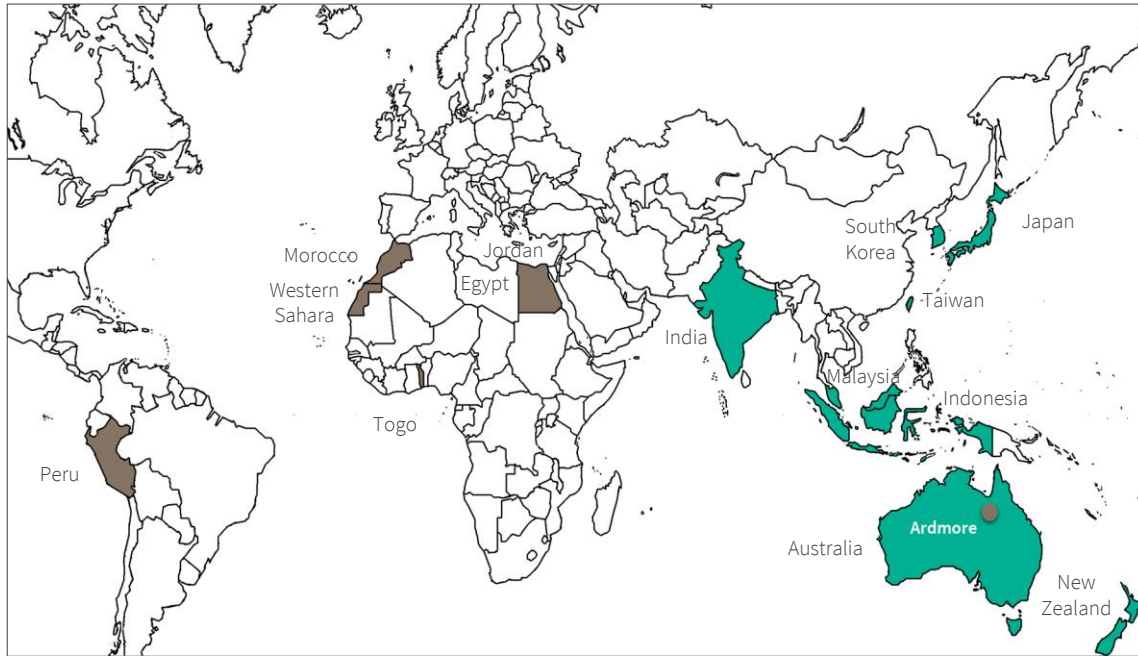 South
Korea
Japan
Morocco
Jordan
Egypt
Western
Sahara
Taiwan
India
Malaysia
Indonesia
Togo
Peru
Ardmore
Australia
New
Zealand